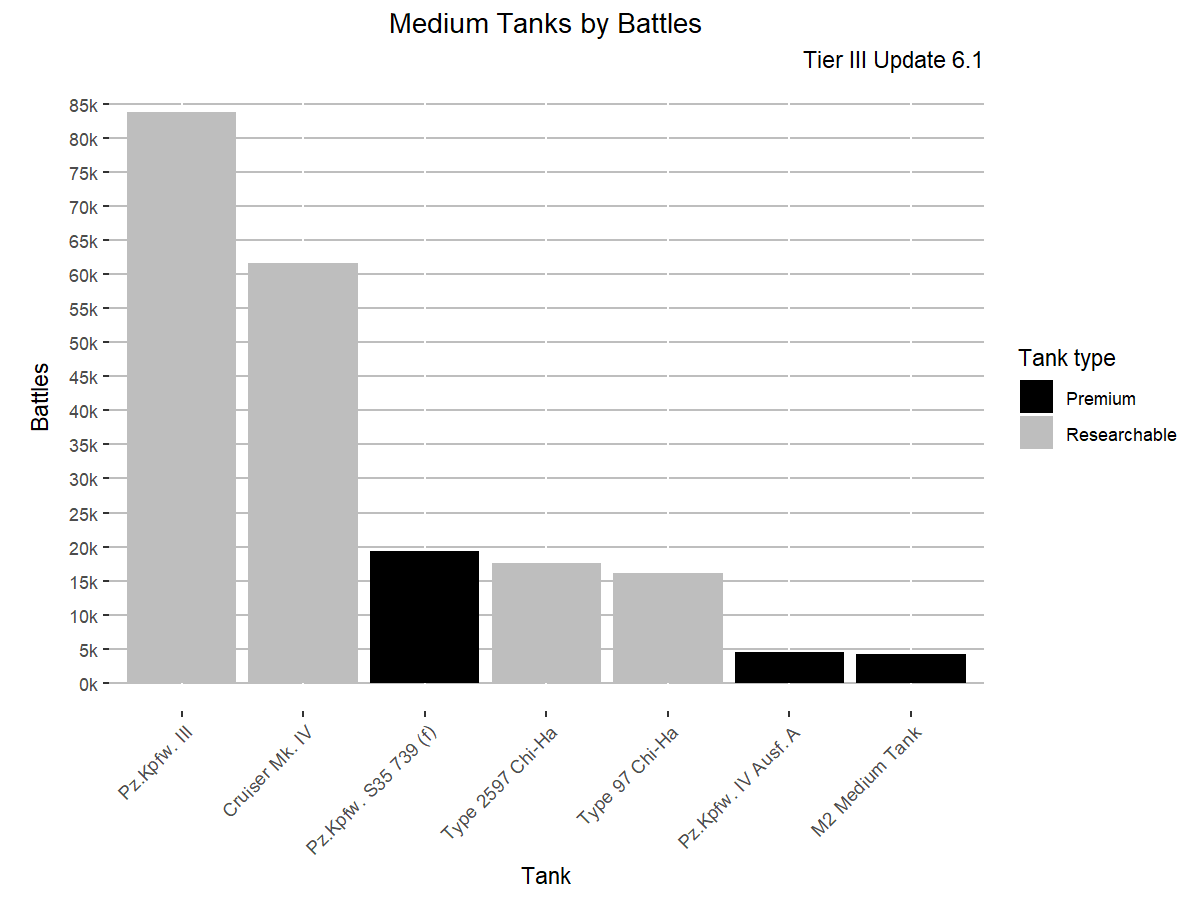 Medium Tanks by Battles
Tier III Update 6.1
85k
80k
75k
70k
65k
60k
55k
50k
45k
40k
35k
30k
25k
20k
15k
10k
5k
0k
Battles
Pz.Kpfw. III
Cruiser Mk. IV
Pz.Kpfw. S35 739 (f)
Type 2597 Chi-Ha
Type 97 Chi-Ha
Pz.Kpfw. IV Ausf. A
M2 Medium Tank
Tank
Tank type
Premium
Researchable